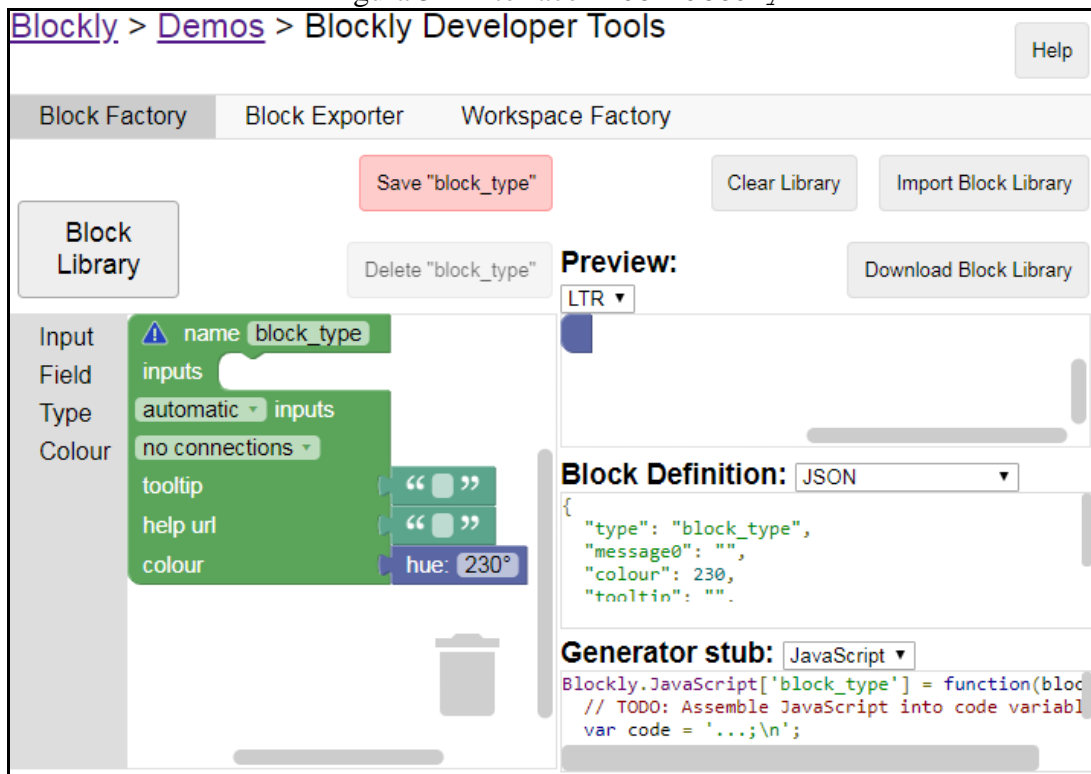 Blockly > Demos > Blockly Developer Tools
Help
Block Factory Block Exporter Workspace Factory
Save "block_type" Clear Library Import Block Library
Block
Library
Delete "block_type" Preview: Download Block Library
LTR ▼
Input
Field
Type
Colour
name block_type
inputs
automatic ▾ inputs
no connections ▾
tooltip “ ”
help url “ ”
colour hue: 230°
Block Definition: JSON ▼
{
"type": "block_type",
"message0": "",
"colour": 230,
"tooltip": "",
Generator stub: JavaScript ▼
Blockly.JavaScript['block_type'] = function(bloc
// TODO: Assemble JavaScript into code variabl
var code = '...;\n';